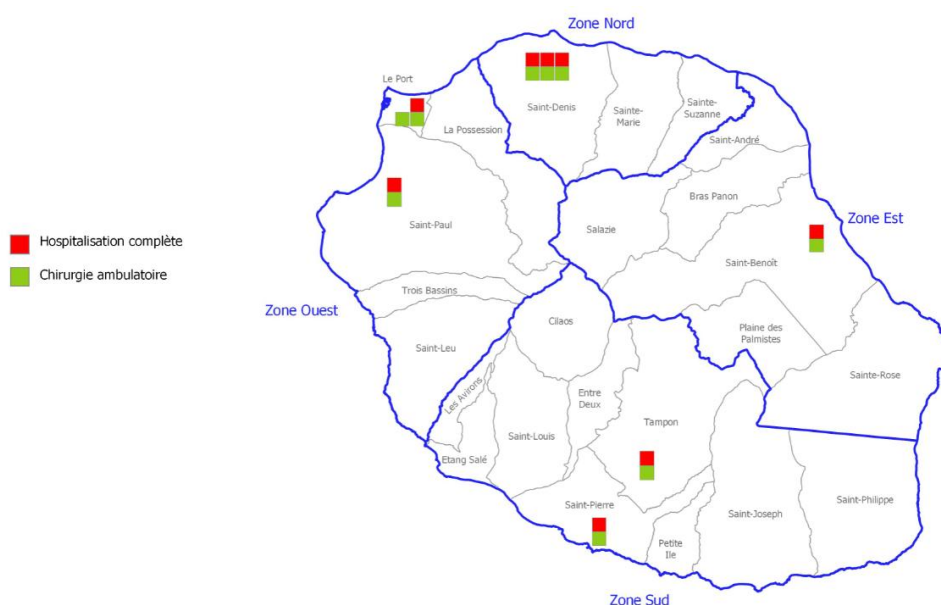 Zone Nord
Le Port
Saint-Denis
Sainte-
Marie
Sainte-
Suzanne
La Possession
Saint-André
Bras Panon
Saint-Paul
Salazie
Zone Est
Hospitalisation complète
Chirurgie ambulatoire
Saint-Benoît
Trois Bassins
Zone Ouest
Cilaos
Plaine des
Palmistes
Saint-Leu
Sainte-Rose
Les Avirons
Entre
Deux
Tampon
Saint-Louis
Etang Salé
Saint-Pierre
Saint-Joseph
Saint-Philippe
Petite
Ile
Zone Sud